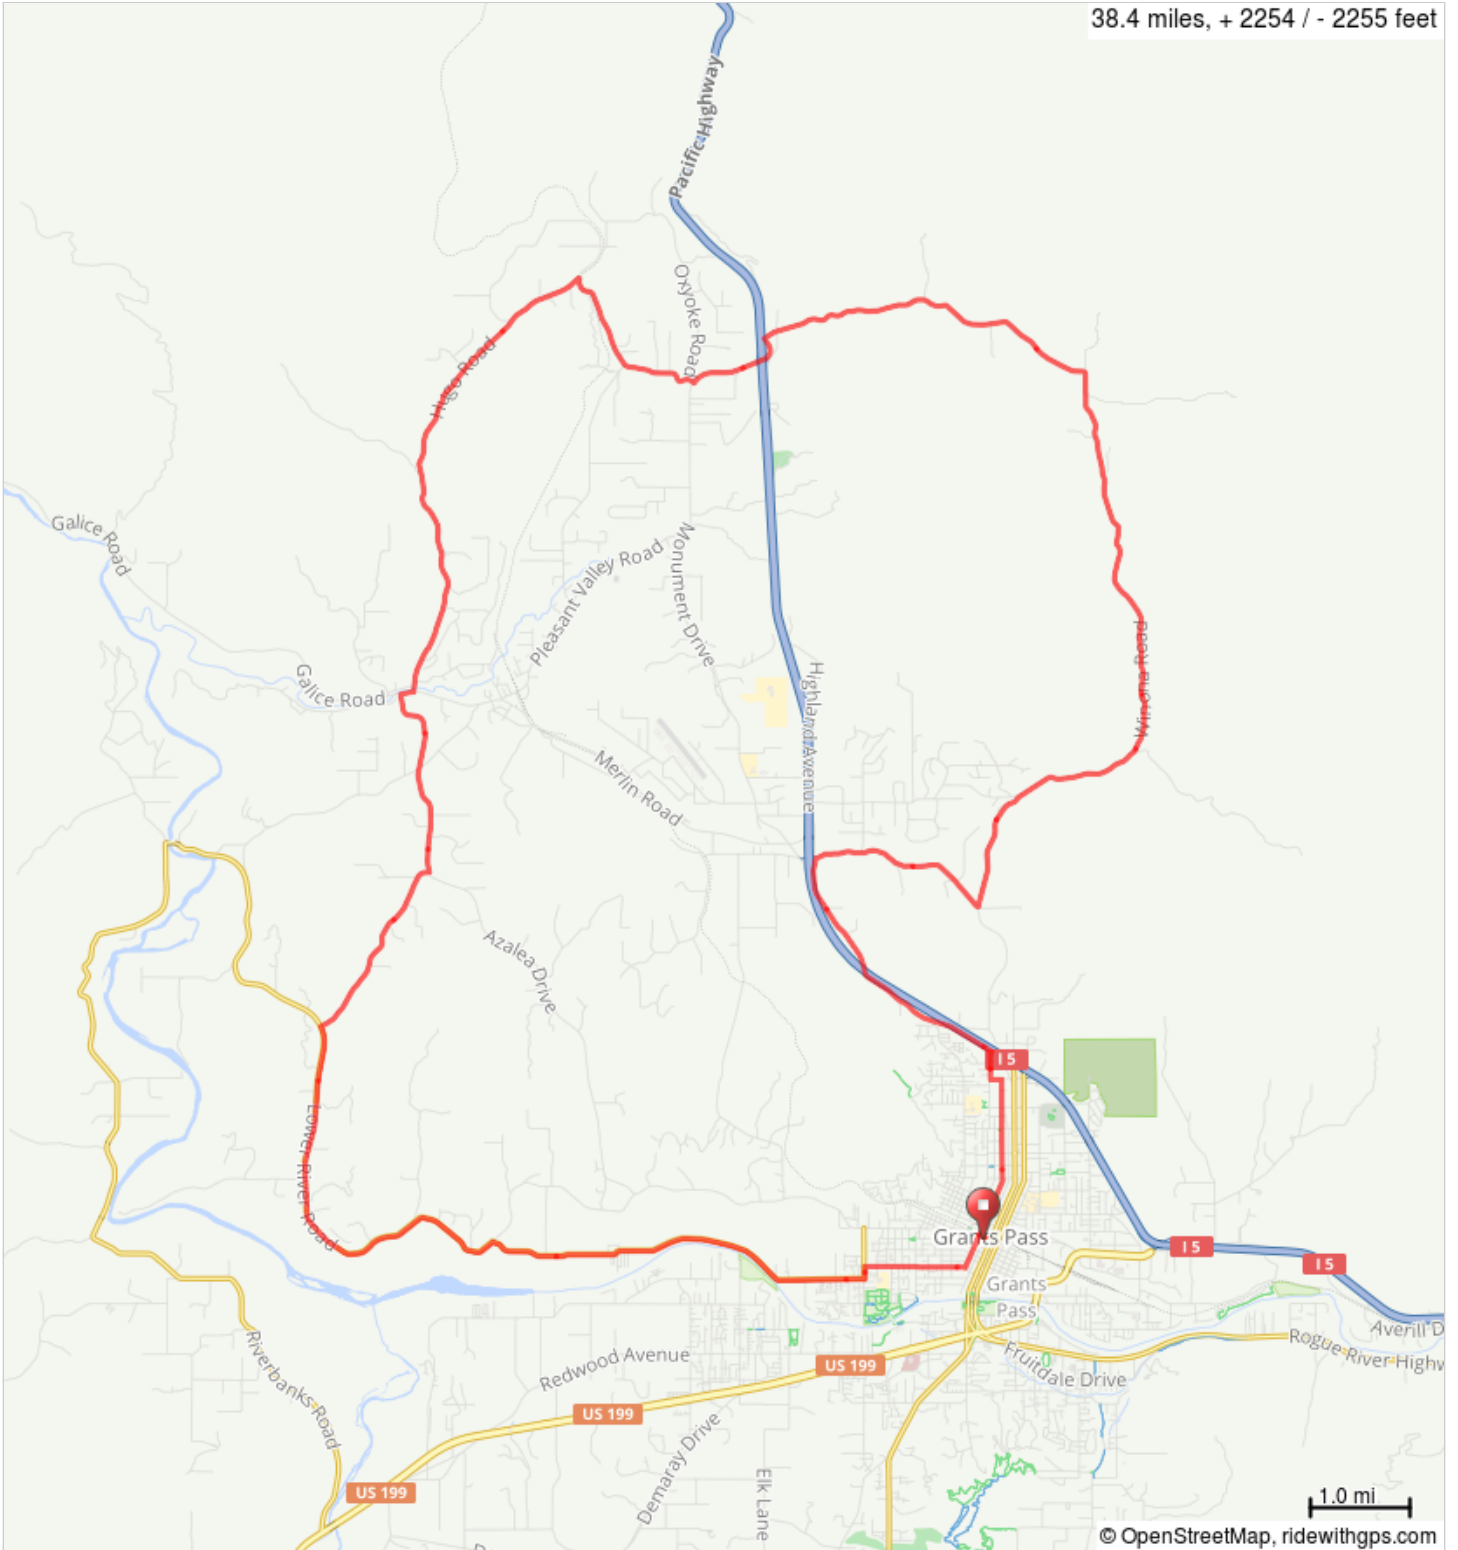 38.4 miles, + 2254 / - 2255 feet
Pacific Highway
Oxyoke Road
Hugo Road
Galice Road
Monument Drive
Pleasant Valley Road
Galice Road
Highland Avenue
Winona Road
Merlin Road
Azalea Drive
I 5
Lower River Road
Grants Pass
I 5
I 5
Grants
Pass
Averill D
Rogue River Highw
Riverbanks Road
Redwood Avenue
US 199
Fruitdale Drive
US 199
Demaray Drive
Elk Lane
US 199
1.0 mi
© OpenStreetMap, ridewithgps.com